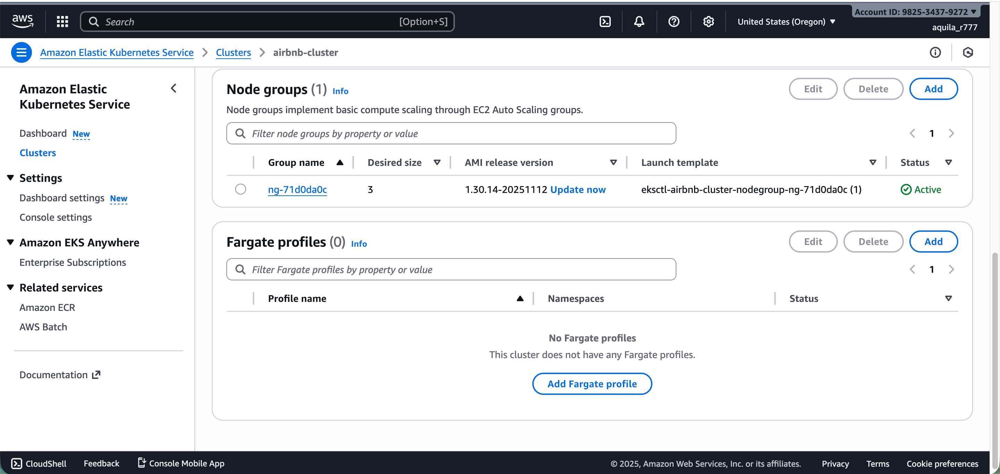 aws
Search [Option+S]
United States (Oregon)
Account ID: 9825-3437-9272
aquila_r777
Amazon Elastic Kubernetes Service
Clusters
airbnb-cluster
Amazon Elastic
Kubernetes Service
Dashboard New
Clusters
Settings
Dashboard settings New
Console settings
Amazon EKS Anywhere
Enterprise Subscriptions
Related services
Amazon ECR
AWS Batch
Documentation
Node groups (1) Info
Edit Delete Add
Node groups implement basic compute scaling through EC2 Auto Scaling groups.
Filter node groups by property or value
1
Group name Desired size AMI release version Launch template Status
ng-71d0da0c 3 1.30.14-20251112 Update now eksctl-airbnb-cluster-nodegroup-ng-71d0da0c (1) Active
Fargate profiles (0) Info
Edit Delete Add
Filter Fargate profiles by property or value
1
Profile name Namespaces Status
No Fargate profiles
This cluster does not have any Fargate profiles.
Add Fargate profile
CloudShell Feedback Console Mobile App © 2025, Amazon Web Services, Inc. or its affiliates. Privacy Terms Cookie preferences